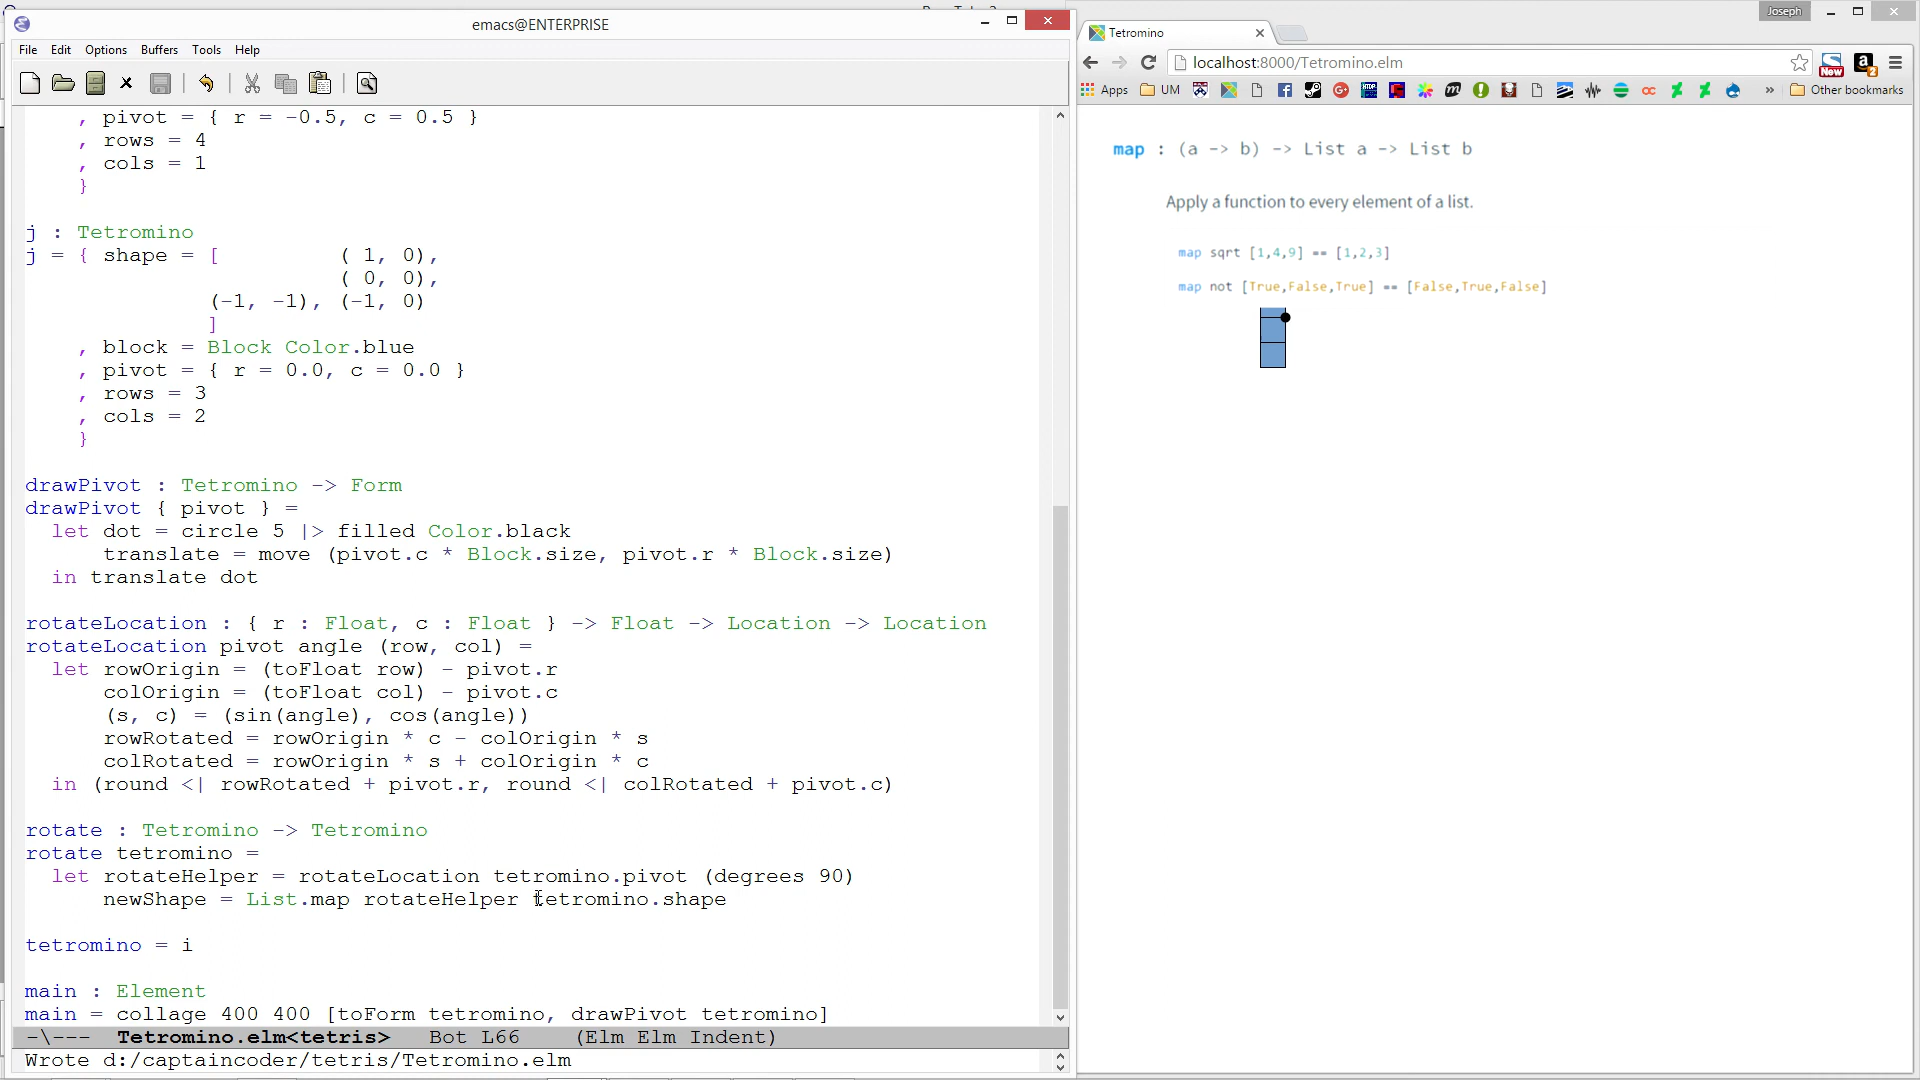 emacs@ENTERPRISE
File Edit Options Buffers Tools Help
, pivot = { r = -0.5, c = 0.5 }
, rows = 4
, cols = 1
}
j : Tetromino
j = { shape = [ ( 1, 0),
( 0, 0),
(-1, -1), (-1, 0)
]
, block = Block Color.blue
, pivot = { r = 0.0, c = 0.0 }
, rows = 3
, cols = 2
}
drawPivot : Tetromino -> Form
drawPivot { pivot } =
let dot = circle 5 |> filled Color.black
translate = move (pivot.c * Block.size, pivot.r * Block.size)
in translate dot
rotateLocation : { r : Float, c : Float } -> Float -> Location -> Location
rotateLocation pivot angle (row, col) =
let rowOrigin = (toFloat row) - pivot.r
colOrigin = (toFloat col) - pivot.c
(s, c) = (sin(angle), cos(angle))
rowRotated = rowOrigin * c - colOrigin * s
colRotated = rowOrigin * s + colOrigin * c
in (round <| rowRotated + pivot.r, round <| colRotated + pivot.c)
rotate : Tetromino -> Tetromino
rotate tetromino =
let rotateHelper = rotateLocation tetromino.pivot (degrees 90)
newShape = List.map rotateHelper tetromino.shape
tetromino = i
main : Element
main = collage 400 400 [toForm tetromino, drawPivot tetromino]
-\--- Tetromino.elm<tetris> Bot L66 (Elm Elm Indent)
Wrote d:/captaincoder/tetris/Tetromino.elm
Joseph
Tetromino
localhost:8000/Tetromino.elm
New
Apps UM Other bookmarks
map : (a -> b) -> List a -> List b
Apply a function to every element of a list.
map sqrt [1,4,9] == [1,2,3]
map not [True,False,True] == [False,True,False]